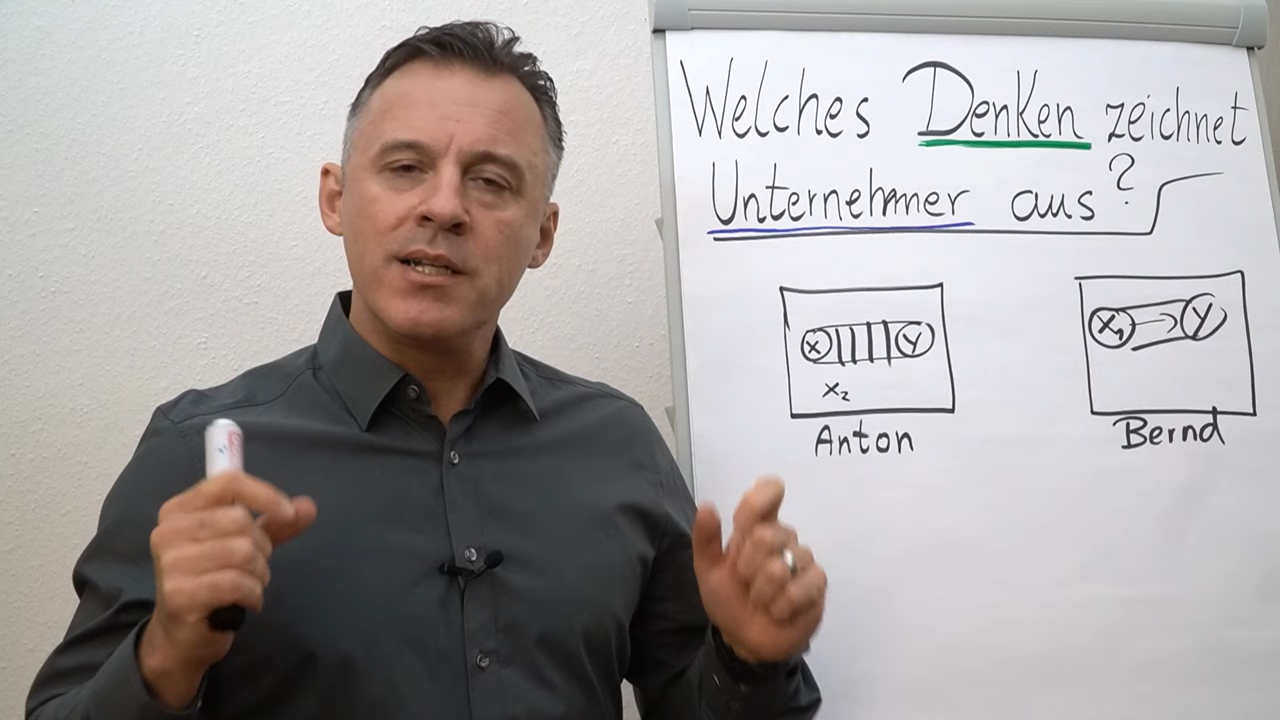 Welches Denken zeichnet
Unternehmer aus?
X Y
X2
Anton
X1 Y
Bernd